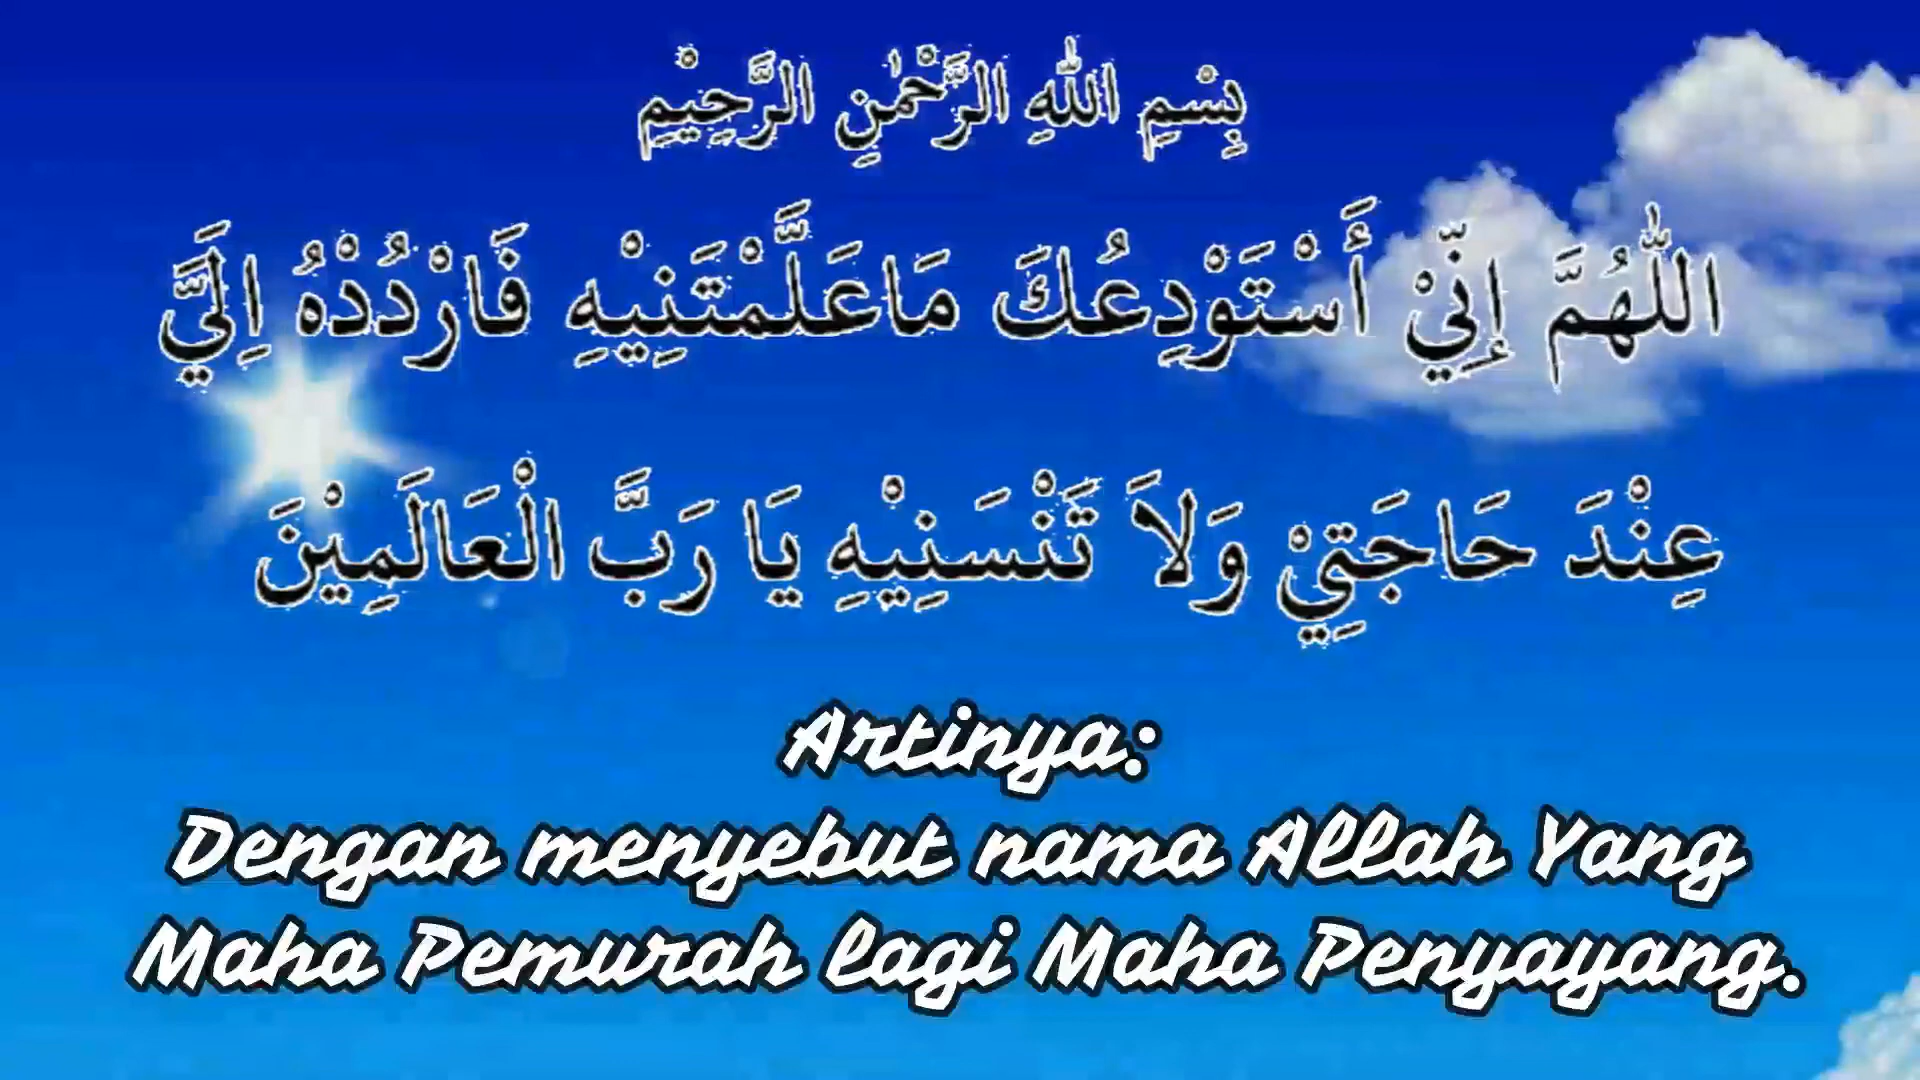 بِسْمِ اللهِ الرَّحْمٰنِ الرَّحِيْمِ
اللّٰهُمَّ إِنِّيْ أَسْتَوْدِعُكَ مَاعَلَّمْتَنِيْهِ فَارْدُدْهُ اِلَيَّ
عِنْدَ حَاجَتِيْ وَلاَ تَنْسَنِيْهِ يَا رَبَّ الْعَالَمِيْنَ
Artinya:
Dengan menyebut nama Allah Yang
Maha Pemurah lagi Maha Penyayang.